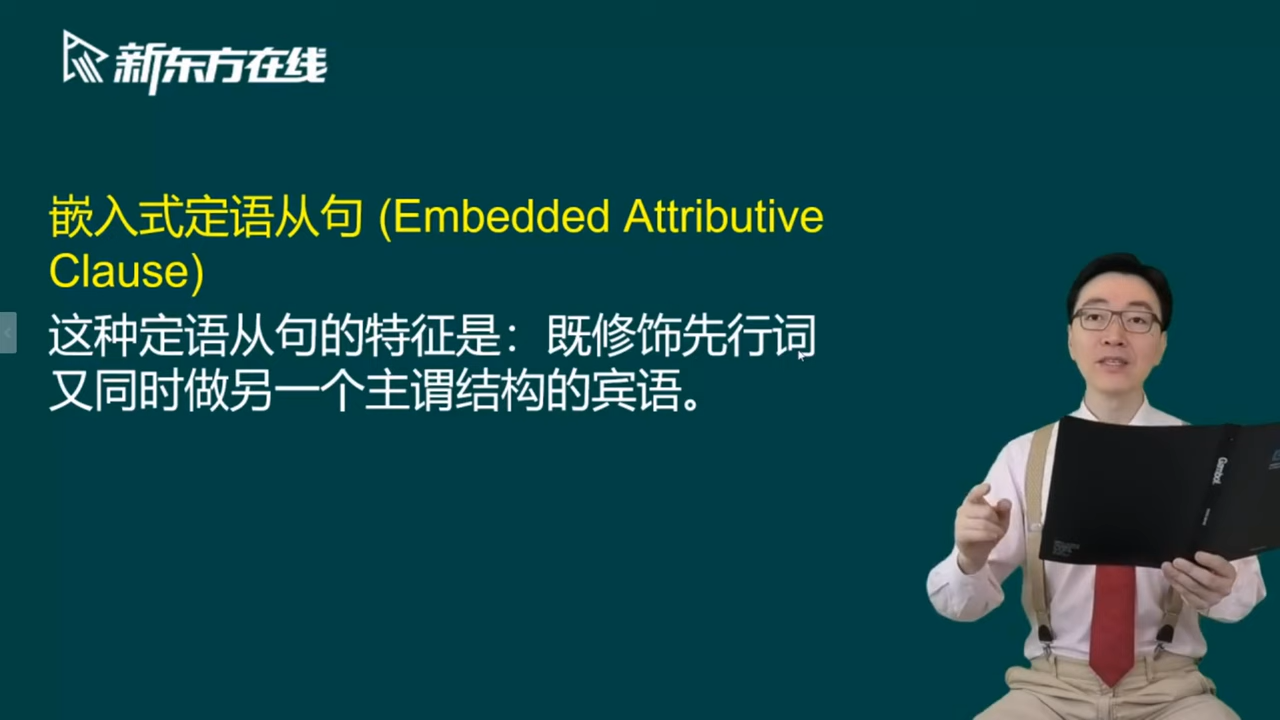 新东方在线
嵌入式定语从句 (Embedded Attributive
Clause)
这种定语从句的特征是：既修饰先行词
又同时做另一个主谓结构的宾语。